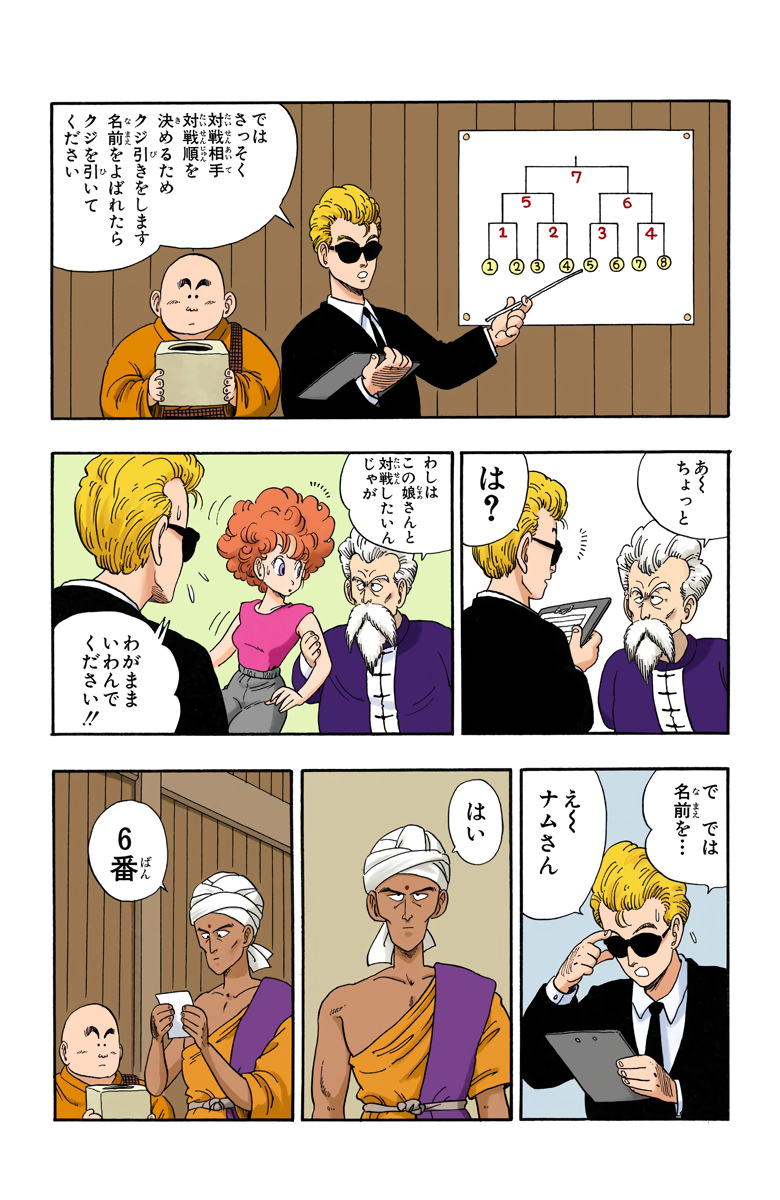 では
さっそく
対戦相手
対戦順を
決めるため
クジ引きをします
名前をよばれたら
クジを引いて
ください
7
5
6
1
2
3
4
1
2
3
4
5
6
7
8
あ〜
ちょっと
は?
わしは
この娘さんと
対戦したいん
じゃが
わがまま
いわんで
ください!!
で では
名前を…
え〜
ナムさん
はい
6
番